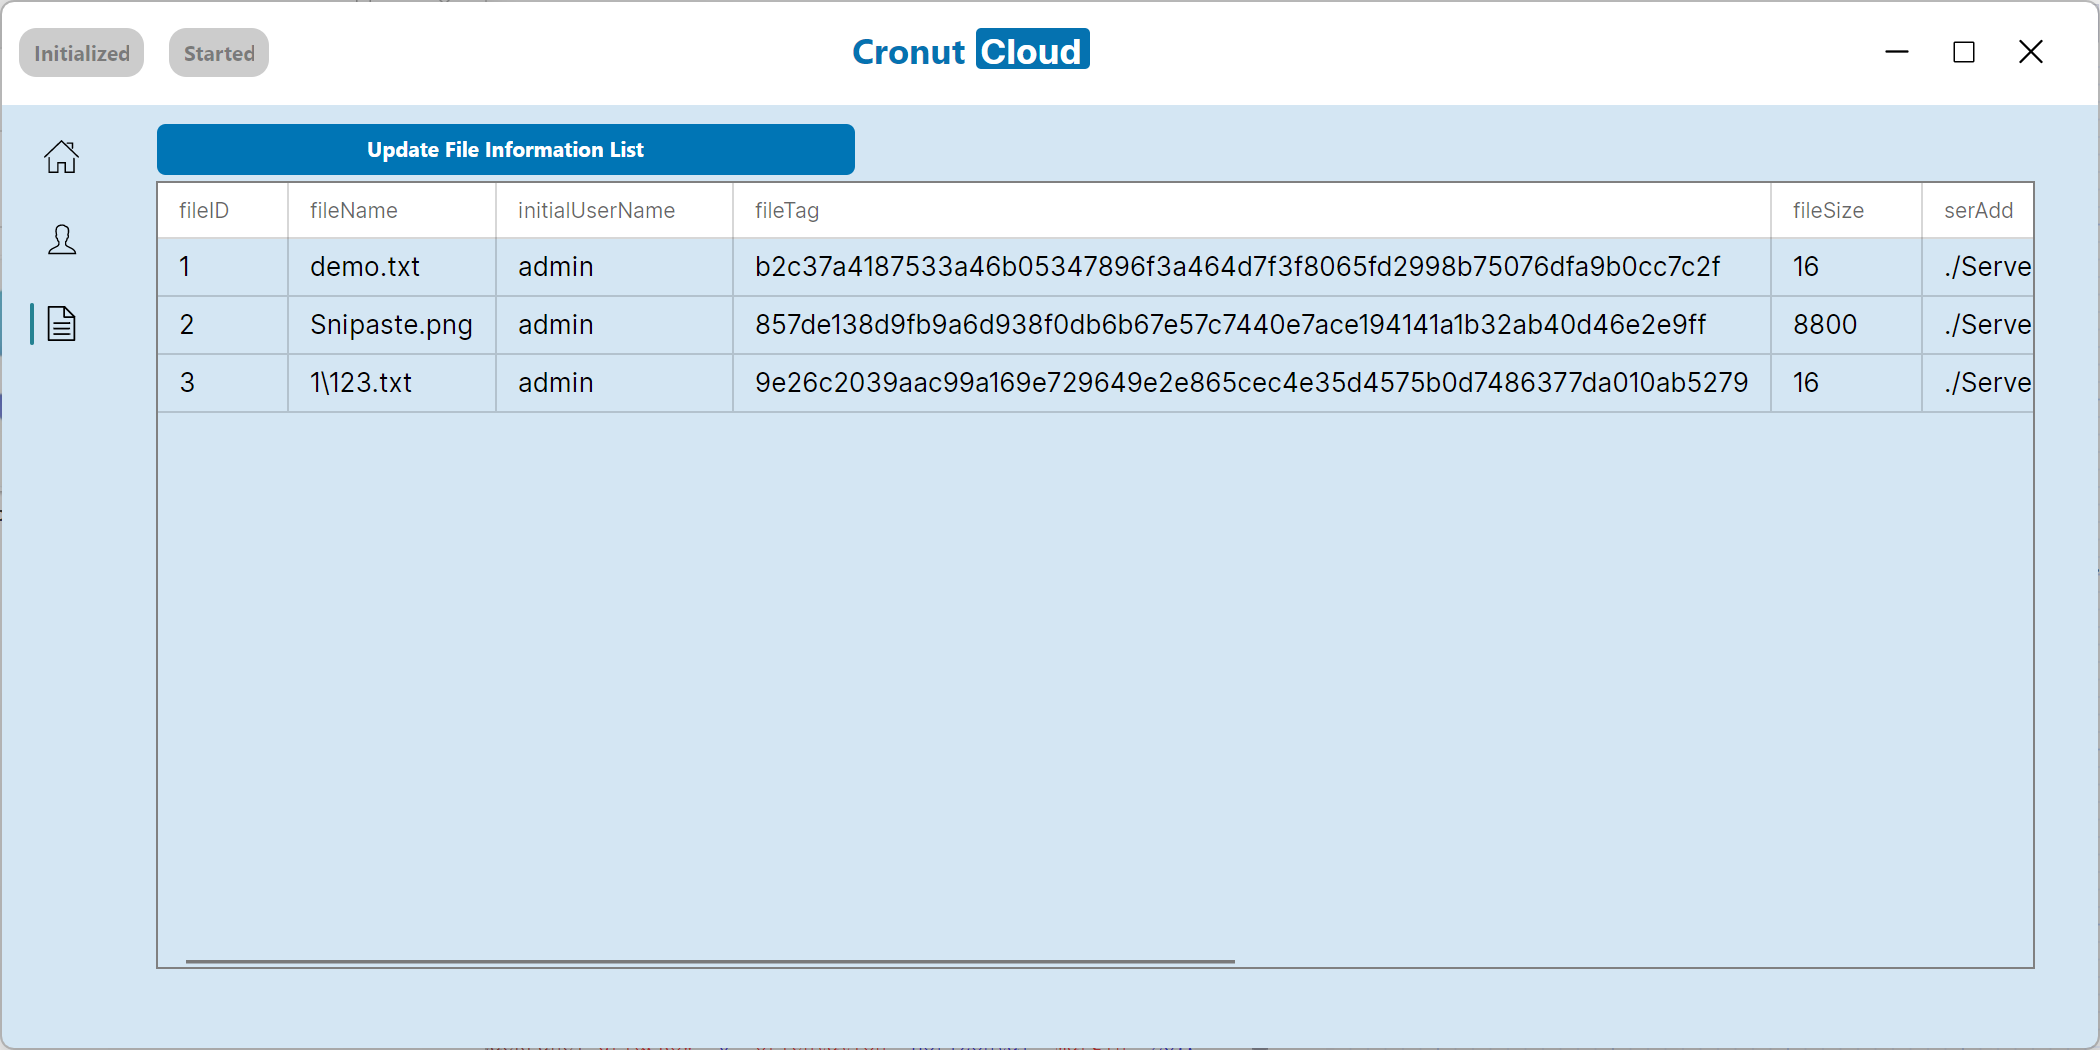 Initialized Started Cronut Cloud
Update File Information List
fileID fileName initialUserName fileTag fileSize serAdd
1 demo.txt admin b2c37a4187533a46b05347896f3a464d7f3f8065fd2998b75076dfa9b0cc7c2f 16 ./Serve
2 Snipaste.png admin 857de138d9fb9a6d938f0db6b67e57c7440e7ace194141a1b32ab40d46e2e9ff 8800 ./Serve
3 1\123.txt admin 9e26c2039aac99a169e729649e2e865cec4e35d4575b0d7486377da010ab5279 16 ./Serve